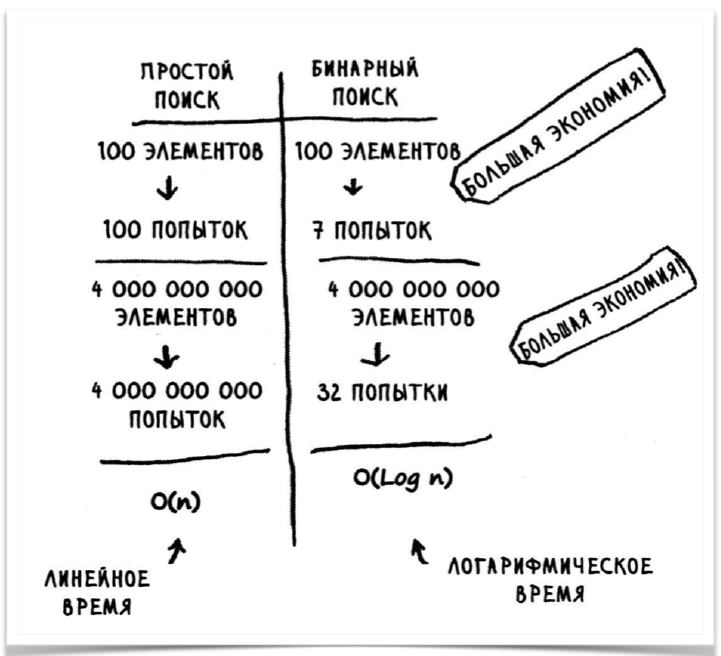 ПРОСТОЙ
ПОИСК
БИНАРНЫЙ
ПОИСК
100 ЭЛЕМЕНТОВ
100 ЭЛЕМЕНТОВ
БОЛЬШАЯ ЭКОНОМИЯ!
100 ПОПЫТОК
7 ПОПЫТОК
4 000 000 000
ЭЛЕМЕНТОВ
4 000 000 000
ЭЛЕМЕНТОВ
БОЛЬШАЯ ЭКОНОМИЯ!
4 000 000 000
ПОПЫТОК
32 ПОПЫТКИ
O(n)
O(Log n)
ЛИНЕЙНОЕ
ВРЕМЯ
ЛОГАРИФМИЧЕСКОЕ
ВРЕМЯ